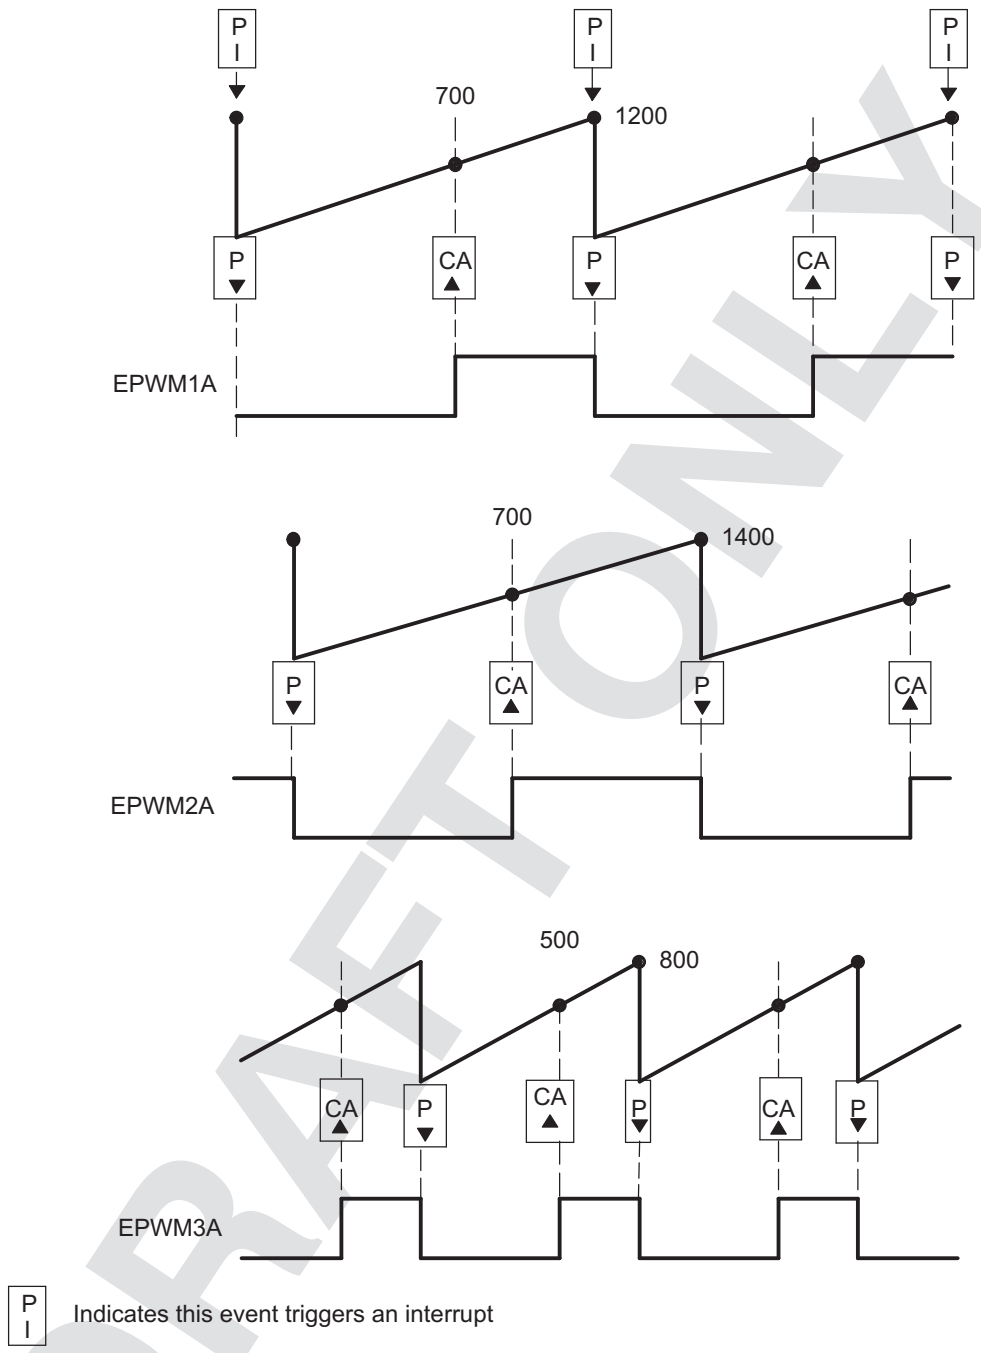 P
I
P
I
P
I
700
1200
P
CA
P
CA
P
EPWM1A
700
1400
P
CA
P
CA
EPWM2A
500
800
CA
P
CA
P
CA
P
EPWM3A
P
I
Indicates this event triggers an interrupt
DRAFT ONLY